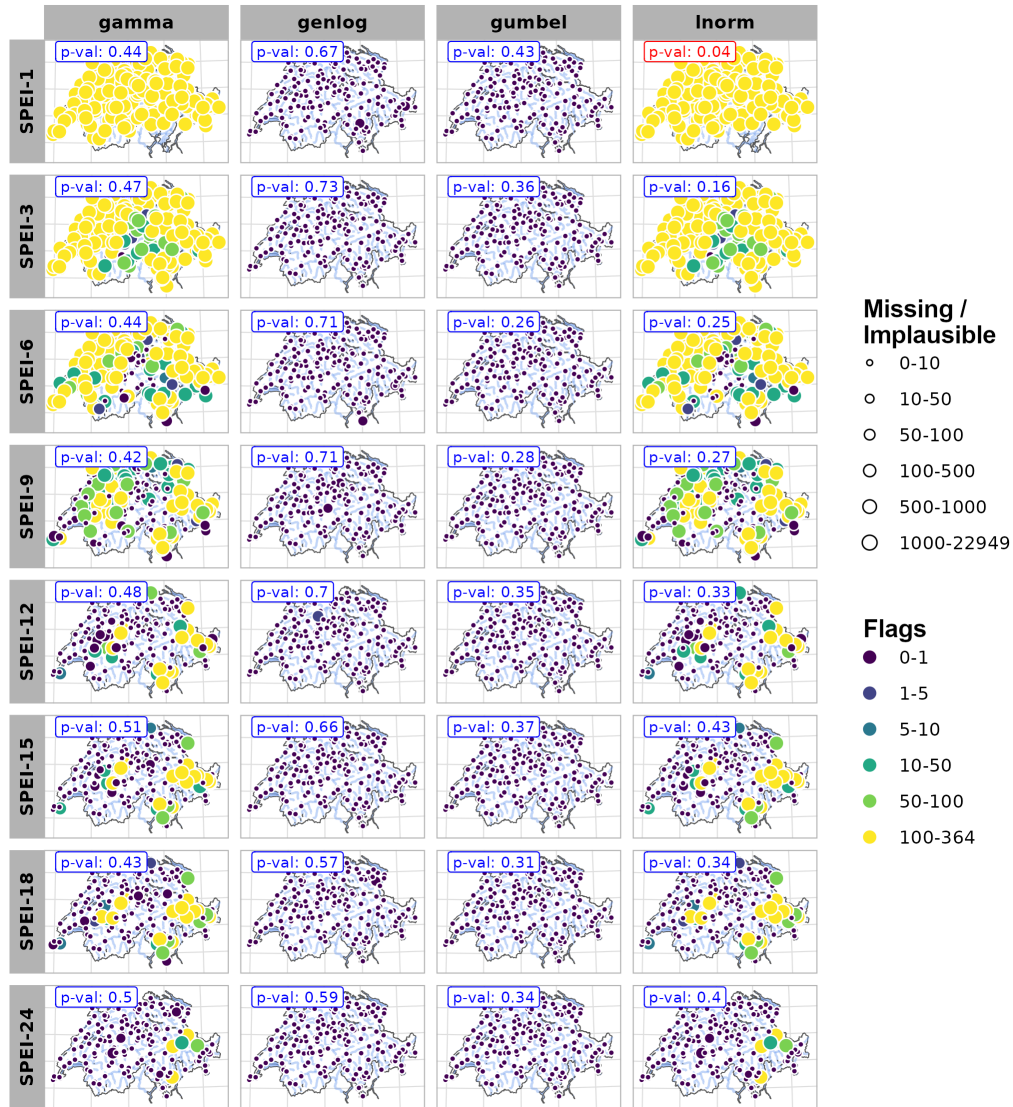 gamma genlog gumbel lnorm
SPEI-1 p-val: 0.44 p-val: 0.67 p-val: 0.43 p-val: 0.04
SPEI-3 p-val: 0.47 p-val: 0.73 p-val: 0.36 p-val: 0.16
SPEI-6 p-val: 0.44 p-val: 0.71 p-val: 0.26 p-val: 0.25
SPEI-9 p-val: 0.42 p-val: 0.71 p-val: 0.28 p-val: 0.27
SPEI-12 p-val: 0.48 p-val: 0.7 p-val: 0.35 p-val: 0.33
SPEI-15 p-val: 0.51 p-val: 0.66 p-val: 0.37 p-val: 0.43
SPEI-18 p-val: 0.43 p-val: 0.57 p-val: 0.31 p-val: 0.34
SPEI-24 p-val: 0.5 p-val: 0.59 p-val: 0.34 p-val: 0.4
Missing /
Implausible
0-10
10-50
50-100
100-500
500-1000
1000-22949
Flags
0-1
1-5
5-10
10-50
50-100
100-364